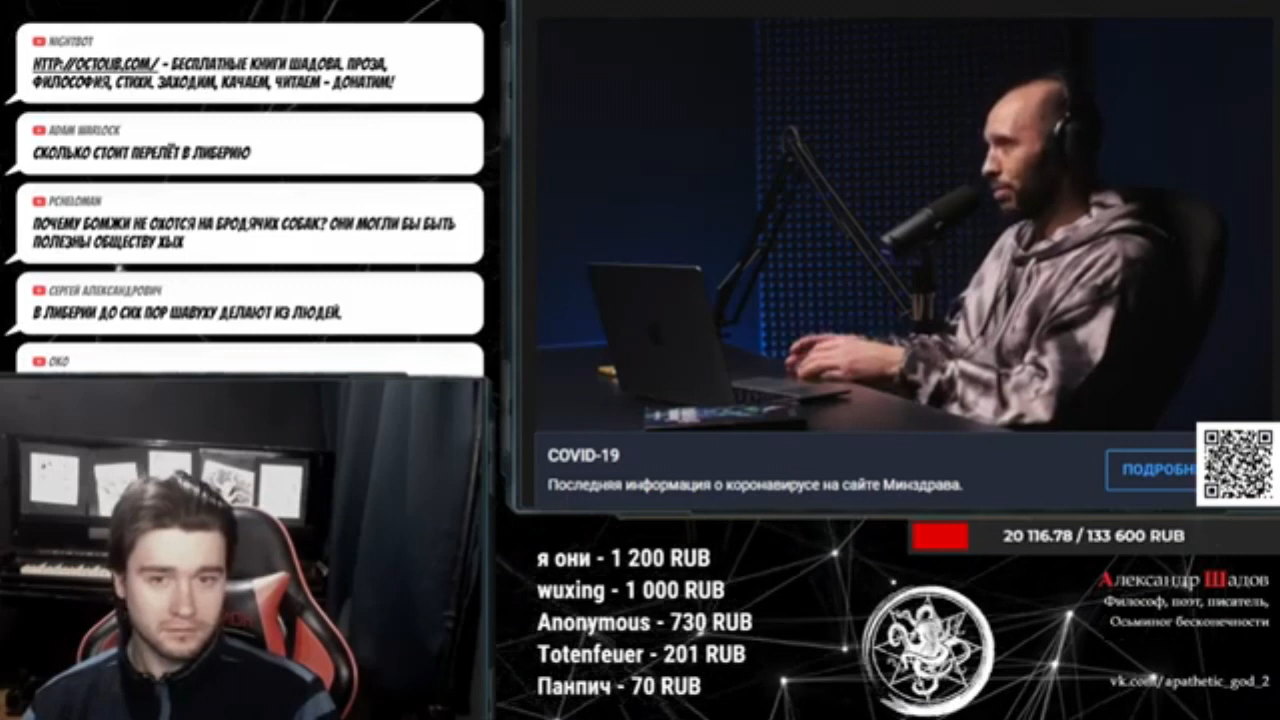 NIGHTBOT
HTTP://OCTOLIB.COM/ - БЕСПЛАТНЫЕ КНИГИ ШАДОВА. ПРОЗА,
ФИЛОСОФИЯ, СТИХИ. ЗАХОДИМ, КАЧАЕМ, ЧИТАЕМ - ДОНАТИМ!
ADAM WARLOCK
СКОЛЬКО СТОИТ ПЕРЕЛЁТ В ЛИБЕРИЮ
PCHELOMAN
ПОЧЕМУ БОМЖИ НЕ ОХОТСЯ НА БРОДЯЧИХ СОБАК? ОНИ МОГЛИ БЫ БЫТЬ
ПОЛЕЗНЫ ОБЩЕСТВУ ХЫХ
СЕРГЕЙ АЛЕКСАНДРОВИЧ
В ЛИБЕРИИ ДО СИХ ПОР ШАВУХУ ДЕЛАЮТ ИЗ ЛЮДЕЙ.
ОКО
COVID-19
Последняя информация о коронавирусе на сайте Минздрава.
ПОДРОБН
20 116.78 / 133 600 RUB
я они - 1 200 RUB
wuxing - 1 000 RUB
Anonymous - 730 RUB
Totenfeuer - 201 RUB
Панпич - 70 RUB
Александр Шадов
Философ, поэт, писатель,
Осьминог бесконечности
vk.com/apathetic_god_2